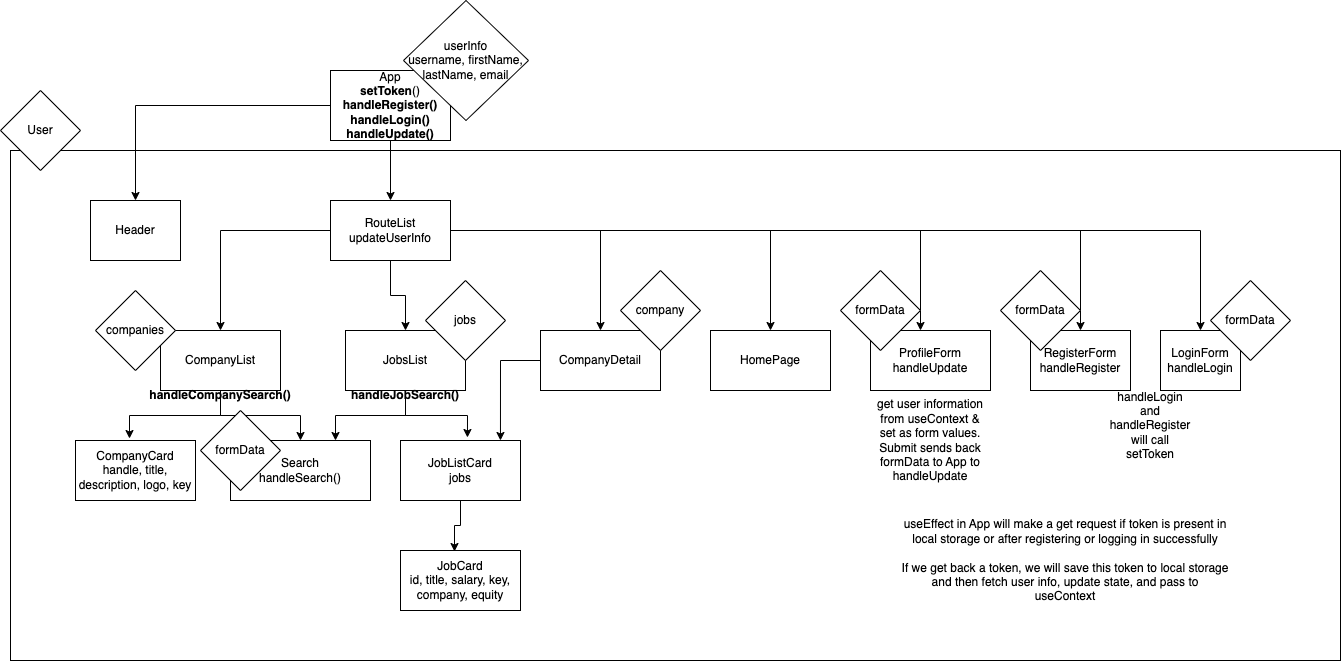 userInfo
username, firstName,
lastName, email
App
setToken()
handleRegister()
handleLogin()
handleUpdate()
User
Header
RouteList
updateUserInfo
companies
CompanyList
handleCompanySearch()
jobs
JobsList
handleJobSearch()
company
CompanyDetail
HomePage
formData
ProfileForm
handleUpdate
get user information
from useContext &
set as form values.
Submit sends back
formData to App to
handleUpdate
formData
RegisterForm
handleRegister
formData
LoginForm
handleLogin
handleLogin
and
handleRegister
will call
setToken
CompanyCard
handle, title,
description, logo, key
formData
Search
handleSearch()
JobListCard
jobs
JobCard
id, title, salary, key,
company, equity
useEffect in App will make a get request if token is present in
local storage or after registering or logging in successfully
If we get back a token, we will save this token to local storage
and then fetch user info, update state, and pass to
useContext